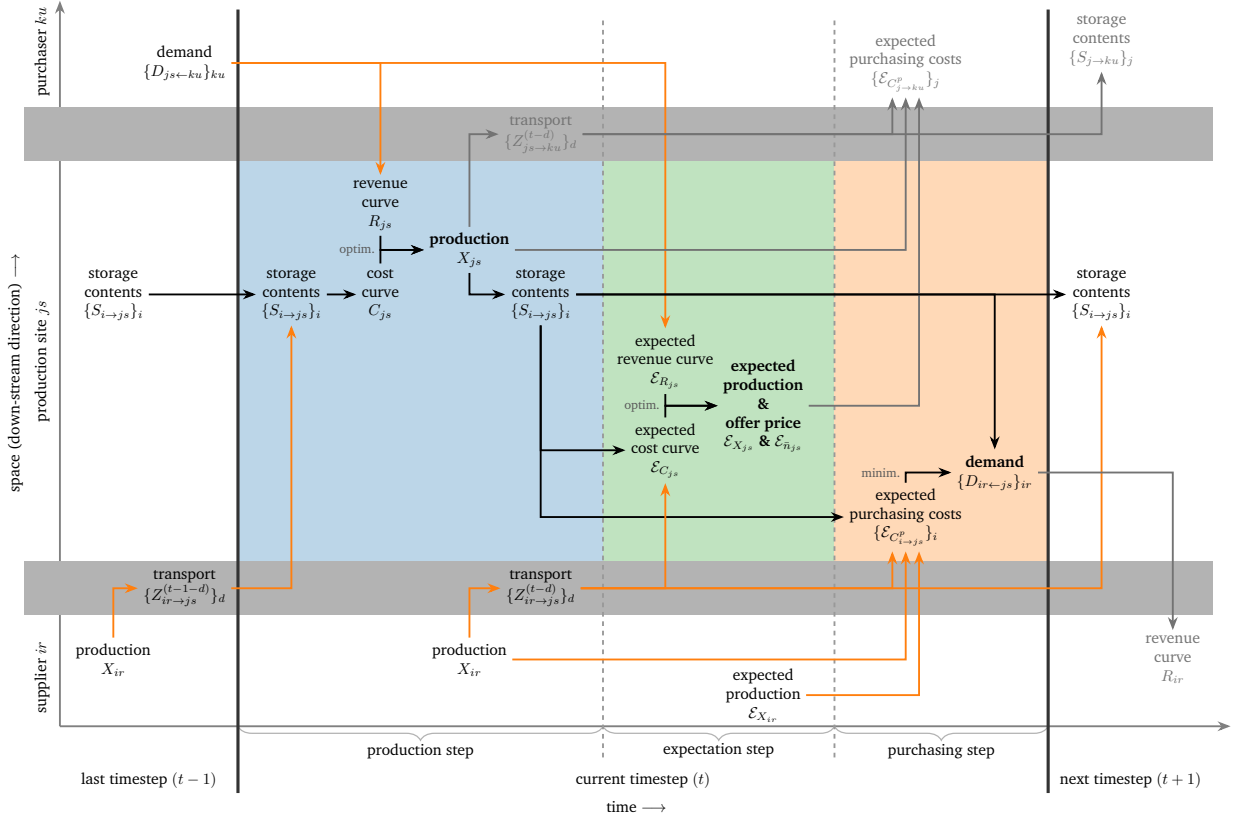 purchaser ku
demand
{D_{js←ku}}_{ku}
expected
purchasing costs
{ℰ_{C^p_{j→ku}}}_j
storage
contents
{S_{j→ku}}_j
transport
{Z^{(t-d)}_{js→ku}}_d
revenue
curve
R_{js}
optim.
production
X_{js}
space (down-stream direction) ⟶
production site js
storage
contents
{S_{i→js}}_i
storage
contents
{S_{i→js}}_i
cost
curve
C_{js}
storage
contents
{S_{i→js}}_i
storage
contents
{S_{i→js}}_i
expected
revenue curve
ℰ_{R_{js}}
optim.
expected
cost curve
ℰ_{C_{js}}
expected
production
&
offer price
ℰ_{X_{js}} & ℰ_{n̄_{js}}
minim.
demand
{D_{ir←js}}_{ir}
expected
purchasing costs
{ℰ_{C^p_{i→js}}}_i
transport
{Z^{(t-1-d)}_{ir→js}}_d
transport
{Z^{(t-d)}_{ir→js}}_d
supplier ir
production
X_{ir}
production
X_{ir}
expected
production
ℰ_{X_{ir}}
revenue
curve
R_{ir}
production step
expectation step
purchasing step
last timestep (t − 1)
current timestep (t)
next timestep (t + 1)
time ⟶